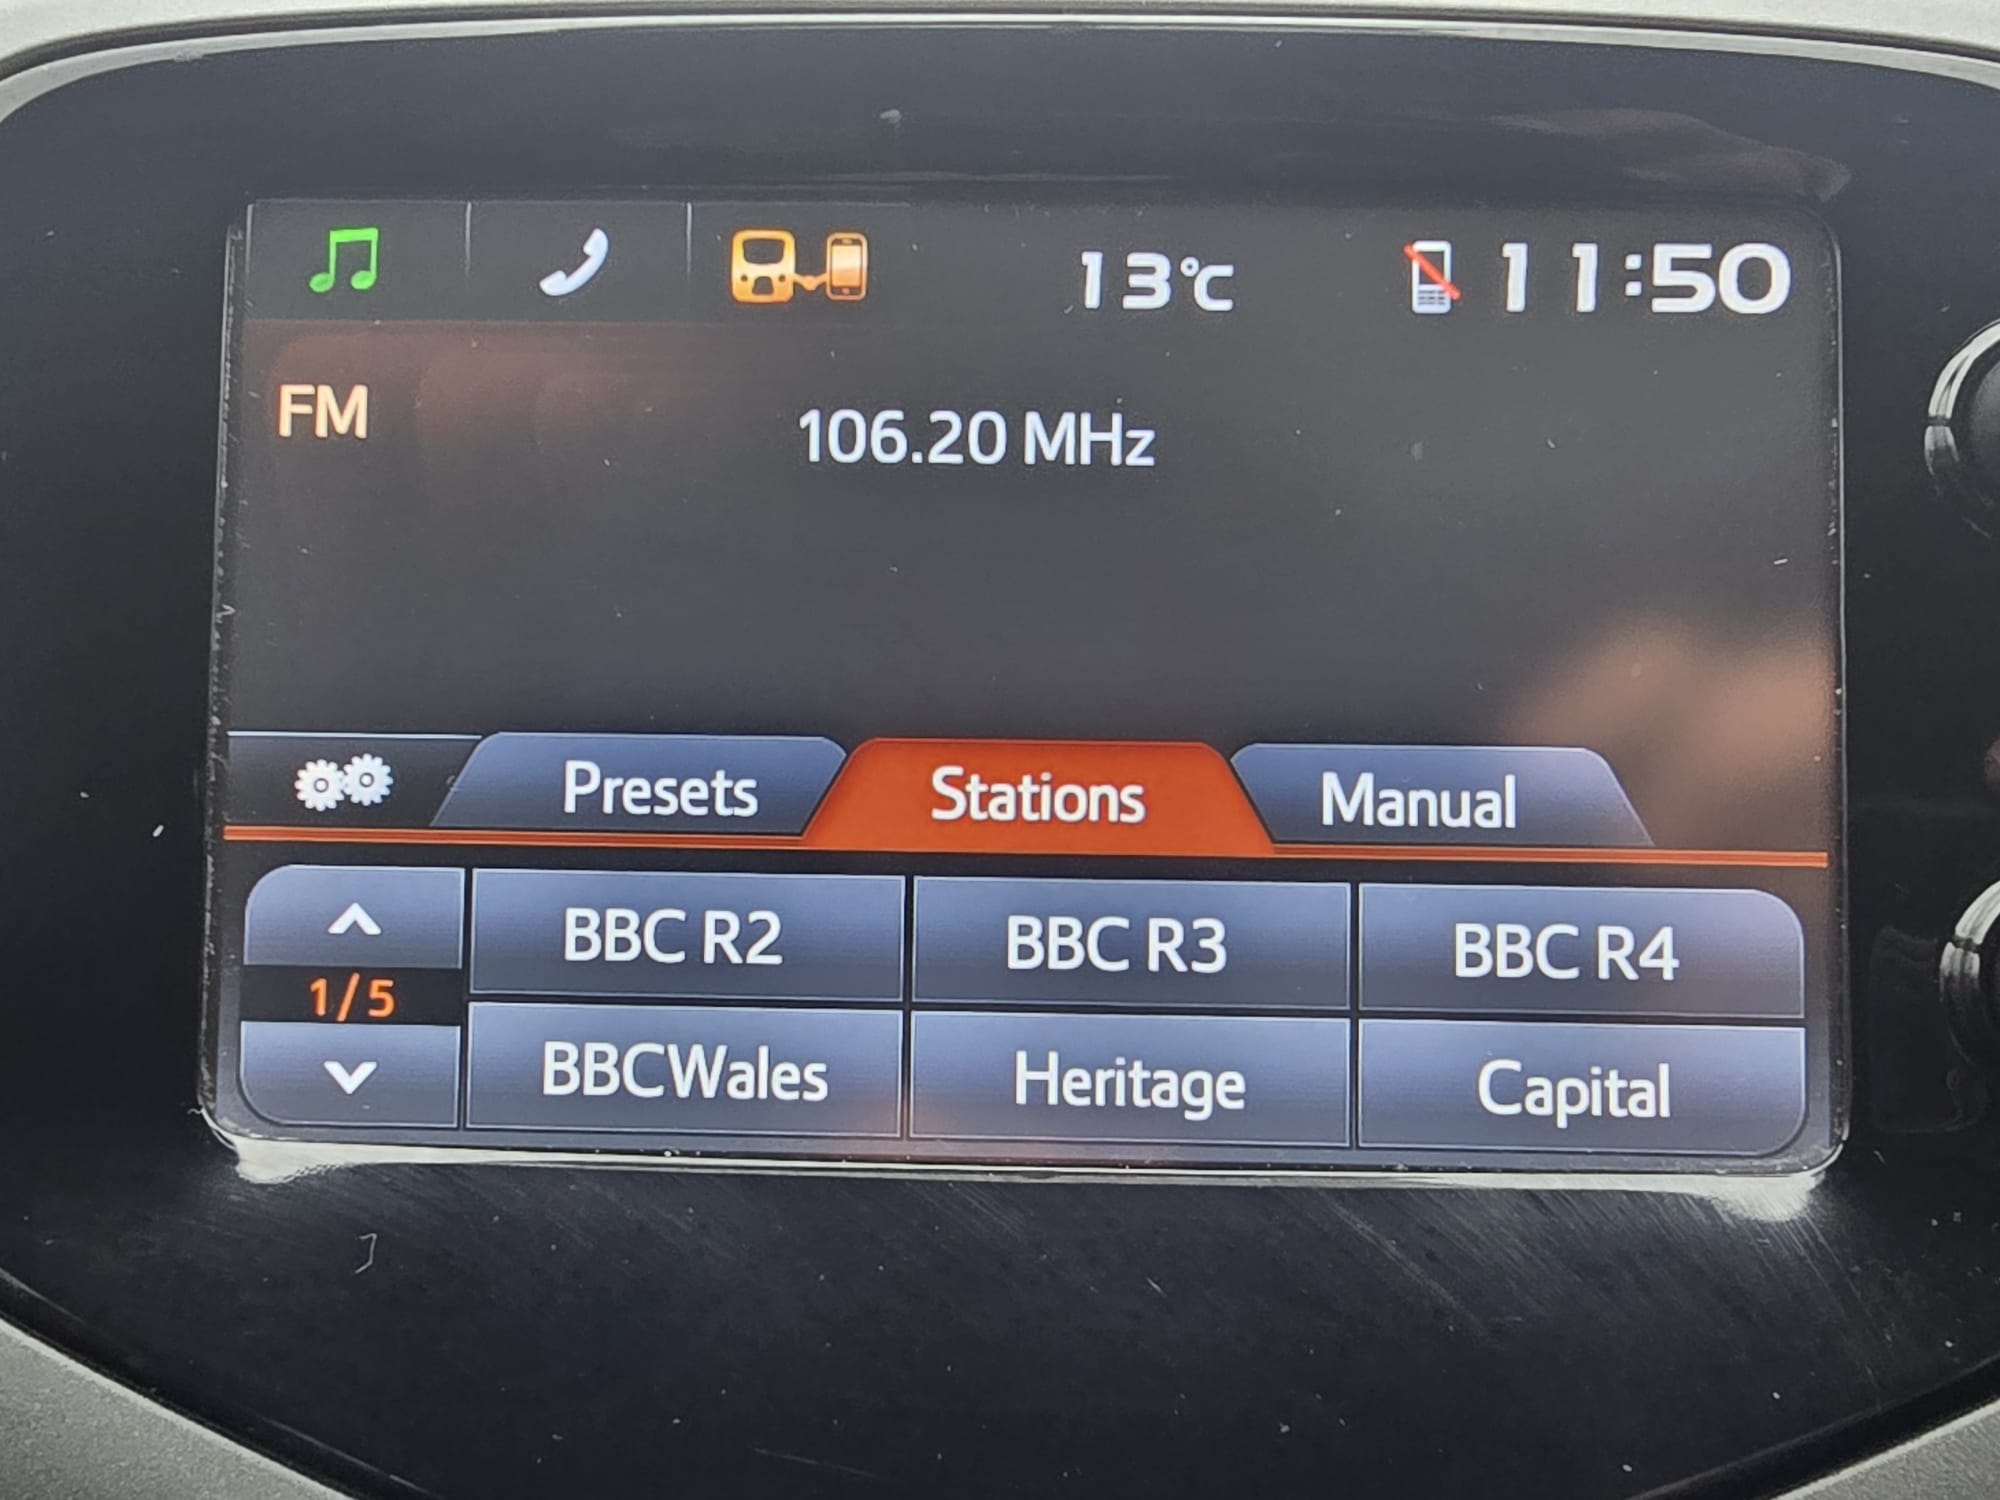 13°C 11:50
FM
106.20 MHz
Presets Stations Manual
BBC R2 BBC R3 BBC R4
1/5
BBCWales Heritage Capital